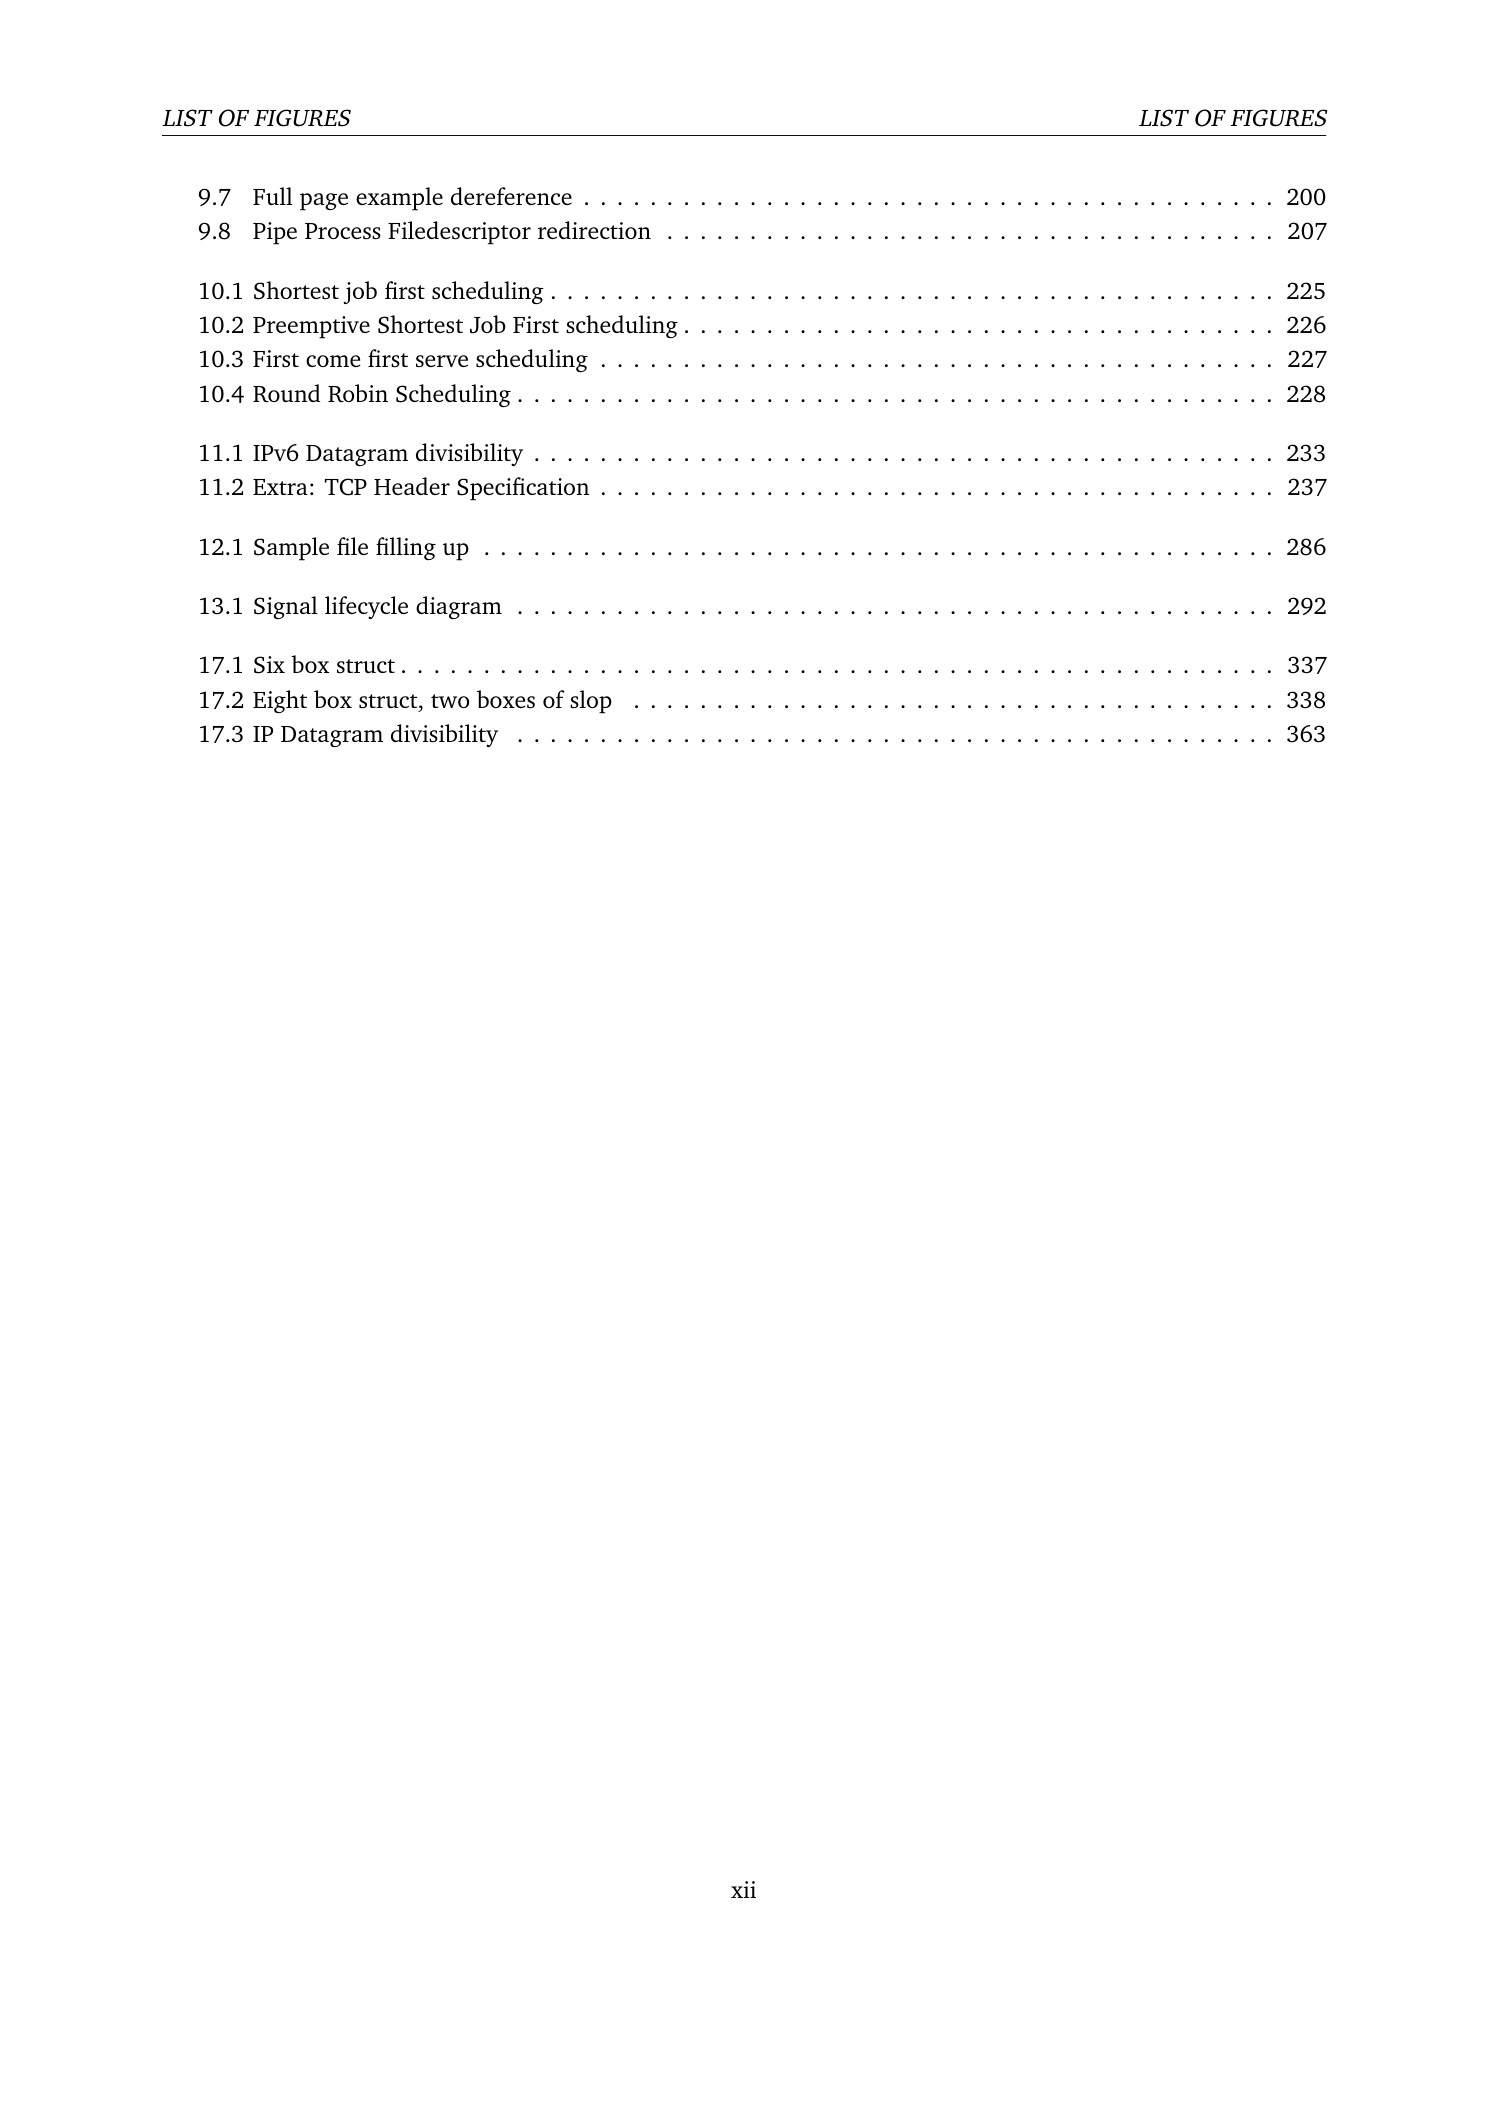 LIST OF FIGURES LIST OF FIGURES
9.7 Full page example dereference . . . . . . . . . . . . . . . . . . . . . . . . . . . . . . . . . . . . . . . . . . 200
9.8 Pipe Process Filedescriptor redirection . . . . . . . . . . . . . . . . . . . . . . . . . . . . . . . . . . . . . 207
10.1 Shortest job first scheduling . . . . . . . . . . . . . . . . . . . . . . . . . . . . . . . . . . . . . . . . . . . . 225
10.2 Preemptive Shortest Job First scheduling . . . . . . . . . . . . . . . . . . . . . . . . . . . . . . . . . . . . 226
10.3 First come first serve scheduling . . . . . . . . . . . . . . . . . . . . . . . . . . . . . . . . . . . . . . . . . 227
10.4 Round Robin Scheduling . . . . . . . . . . . . . . . . . . . . . . . . . . . . . . . . . . . . . . . . . . . . . . 228
11.1 IPv6 Datagram divisibility . . . . . . . . . . . . . . . . . . . . . . . . . . . . . . . . . . . . . . . . . . . . . 233
11.2 Extra: TCP Header Specification . . . . . . . . . . . . . . . . . . . . . . . . . . . . . . . . . . . . . . . . . 237
12.1 Sample file filling up . . . . . . . . . . . . . . . . . . . . . . . . . . . . . . . . . . . . . . . . . . . . . . . . 286
13.1 Signal lifecycle diagram . . . . . . . . . . . . . . . . . . . . . . . . . . . . . . . . . . . . . . . . . . . . . . 292
17.1 Six box struct . . . . . . . . . . . . . . . . . . . . . . . . . . . . . . . . . . . . . . . . . . . . . . . . . . . . . 337
17.2 Eight box struct, two boxes of slop . . . . . . . . . . . . . . . . . . . . . . . . . . . . . . . . . . . . . . . 338
17.3 IP Datagram divisibility . . . . . . . . . . . . . . . . . . . . . . . . . . . . . . . . . . . . . . . . . . . . . . 363
xii